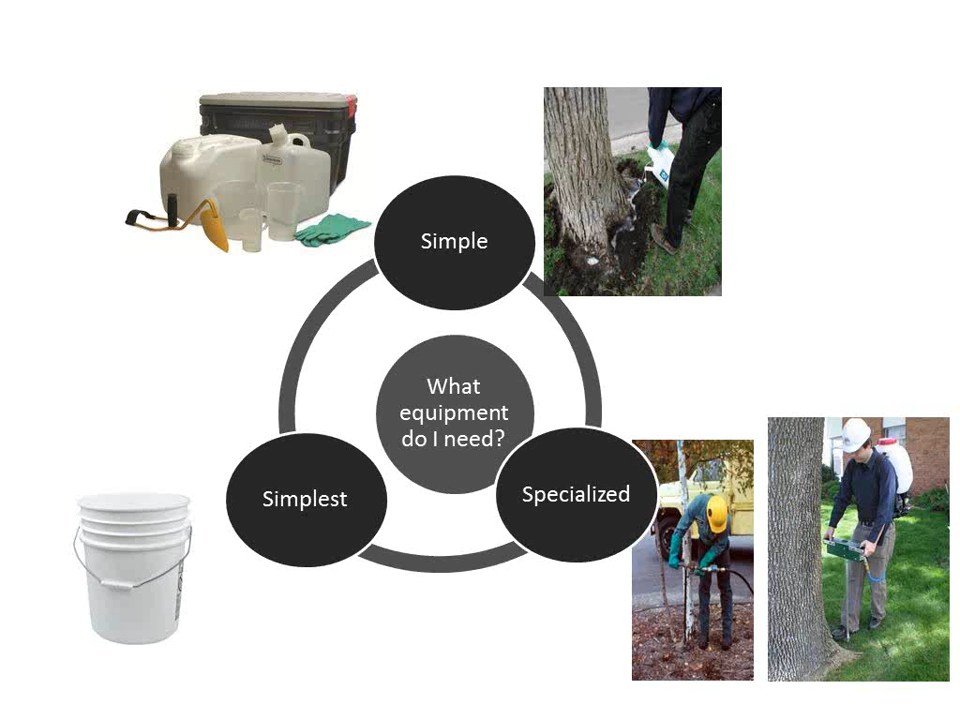 Simple
What
equipment
do I need?
Simplest
Specialized